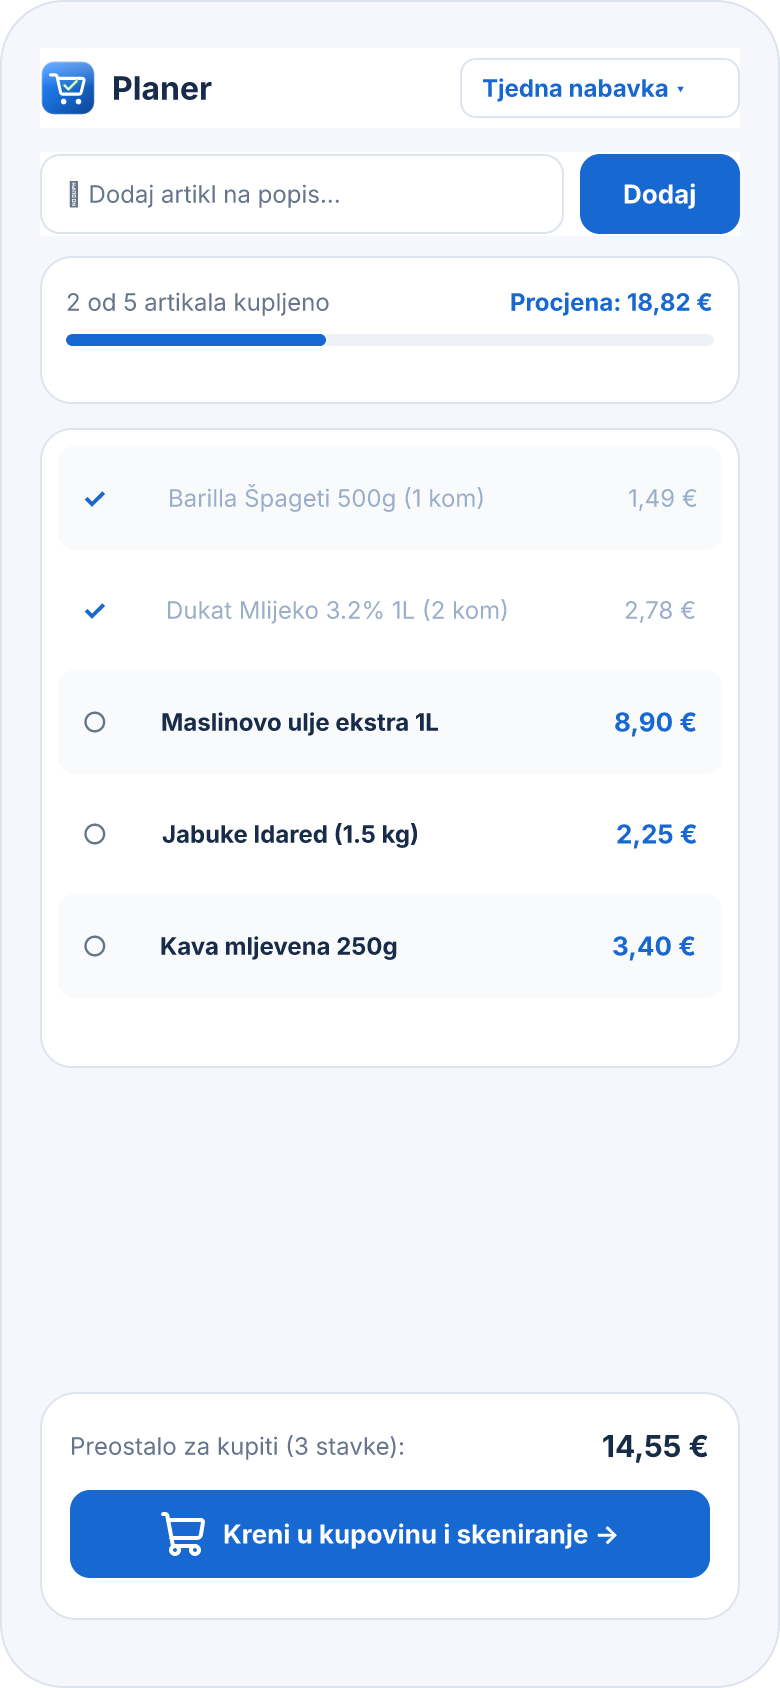 Planer
Tjedna nabavka ▾
Dodaj artikl na popis...
Dodaj
2 od 5 artikala kupljeno
Procjena: 18,82 €
✓ Barilla Špageti 500g (1 kom) 1,49 €
✓ Dukat Mlijeko 3.2% 1L (2 kom) 2,78 €
Maslinovo ulje ekstra 1L 8,90 €
Jabuke Idared (1.5 kg) 2,25 €
Kava mljevena 250g 3,40 €
Preostalo za kupiti (3 stavke): 14,55 €
Kreni u kupovinu i skeniranje →